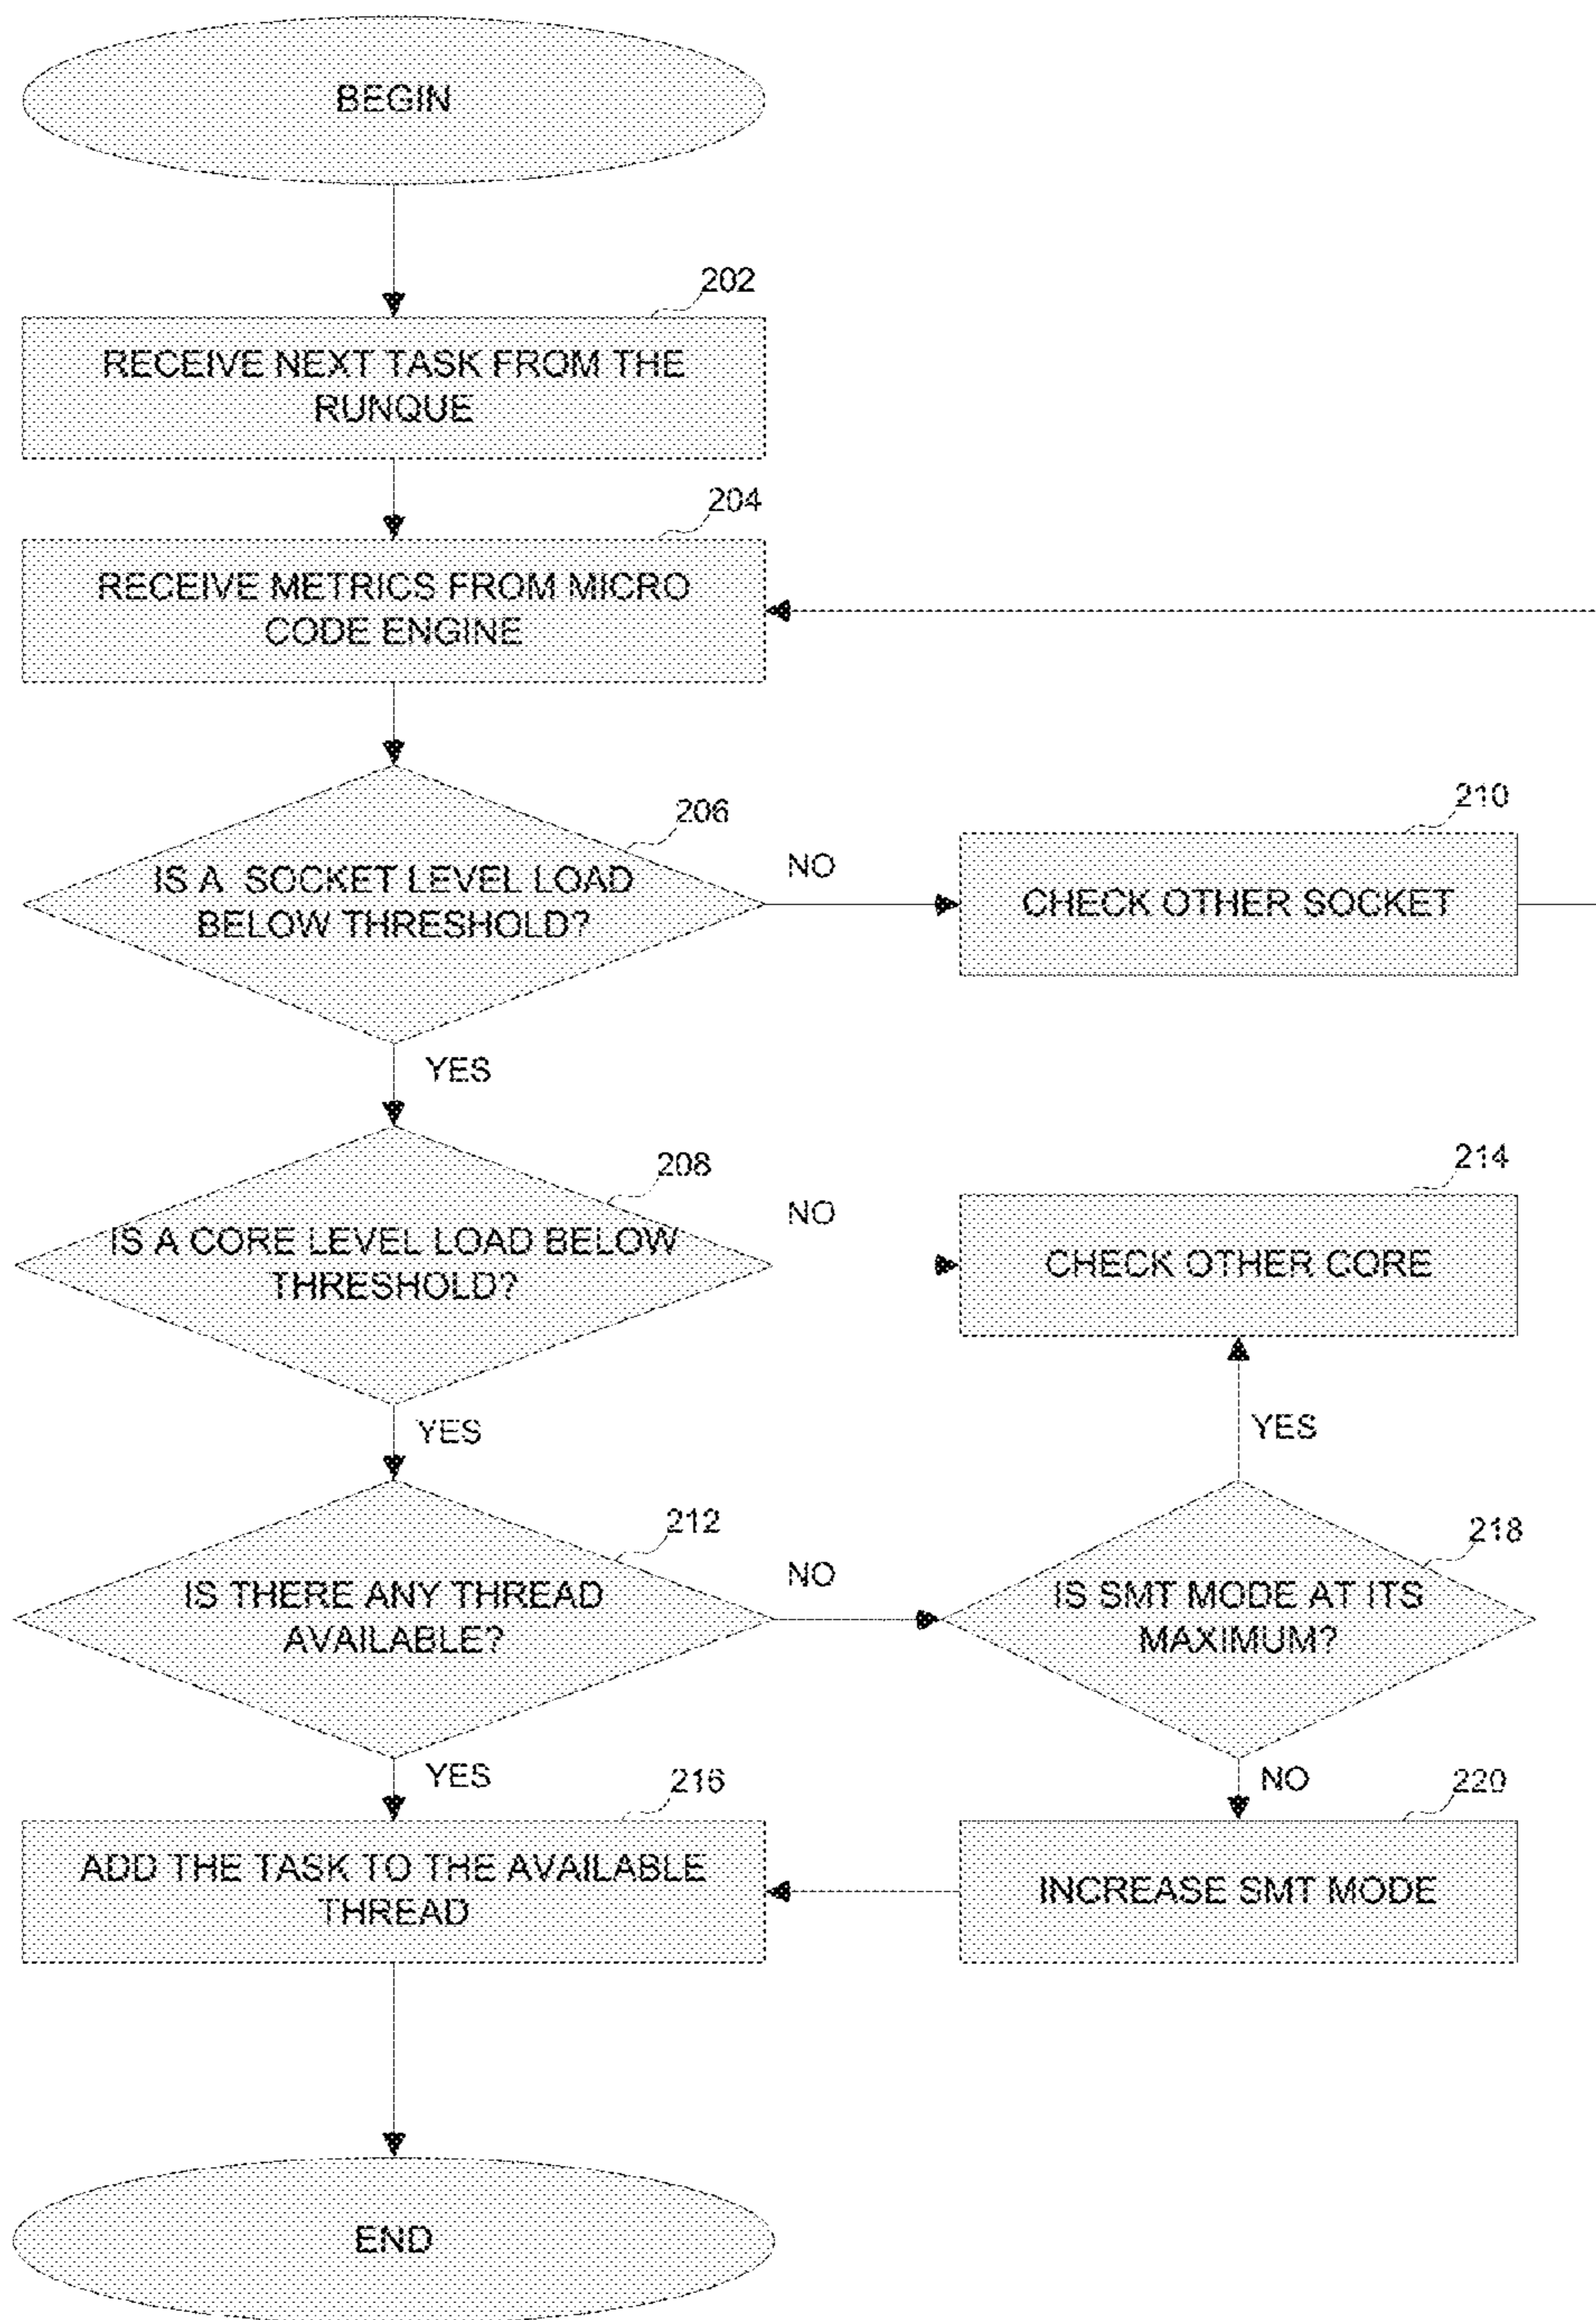 BEGIN
202
RECEIVE NEXT TASK FROM THE
RUNQUE
204
RECEIVE METRICS FROM MICRO
CODE ENGINE
206
IS A SOCKET LEVEL LOAD
BELOW THRESHOLD?
NO
210
CHECK OTHER SOCKET
YES
208
IS A CORE LEVEL LOAD BELOW
THRESHOLD?
NO
214
CHECK OTHER CORE
YES
YES
212
IS THERE ANY THREAD
AVAILABLE?
NO
218
IS SMT MODE AT ITS
MAXIMUM?
YES
NO
216
ADD THE TASK TO THE AVAILABLE
THREAD
220
INCREASE SMT MODE
END